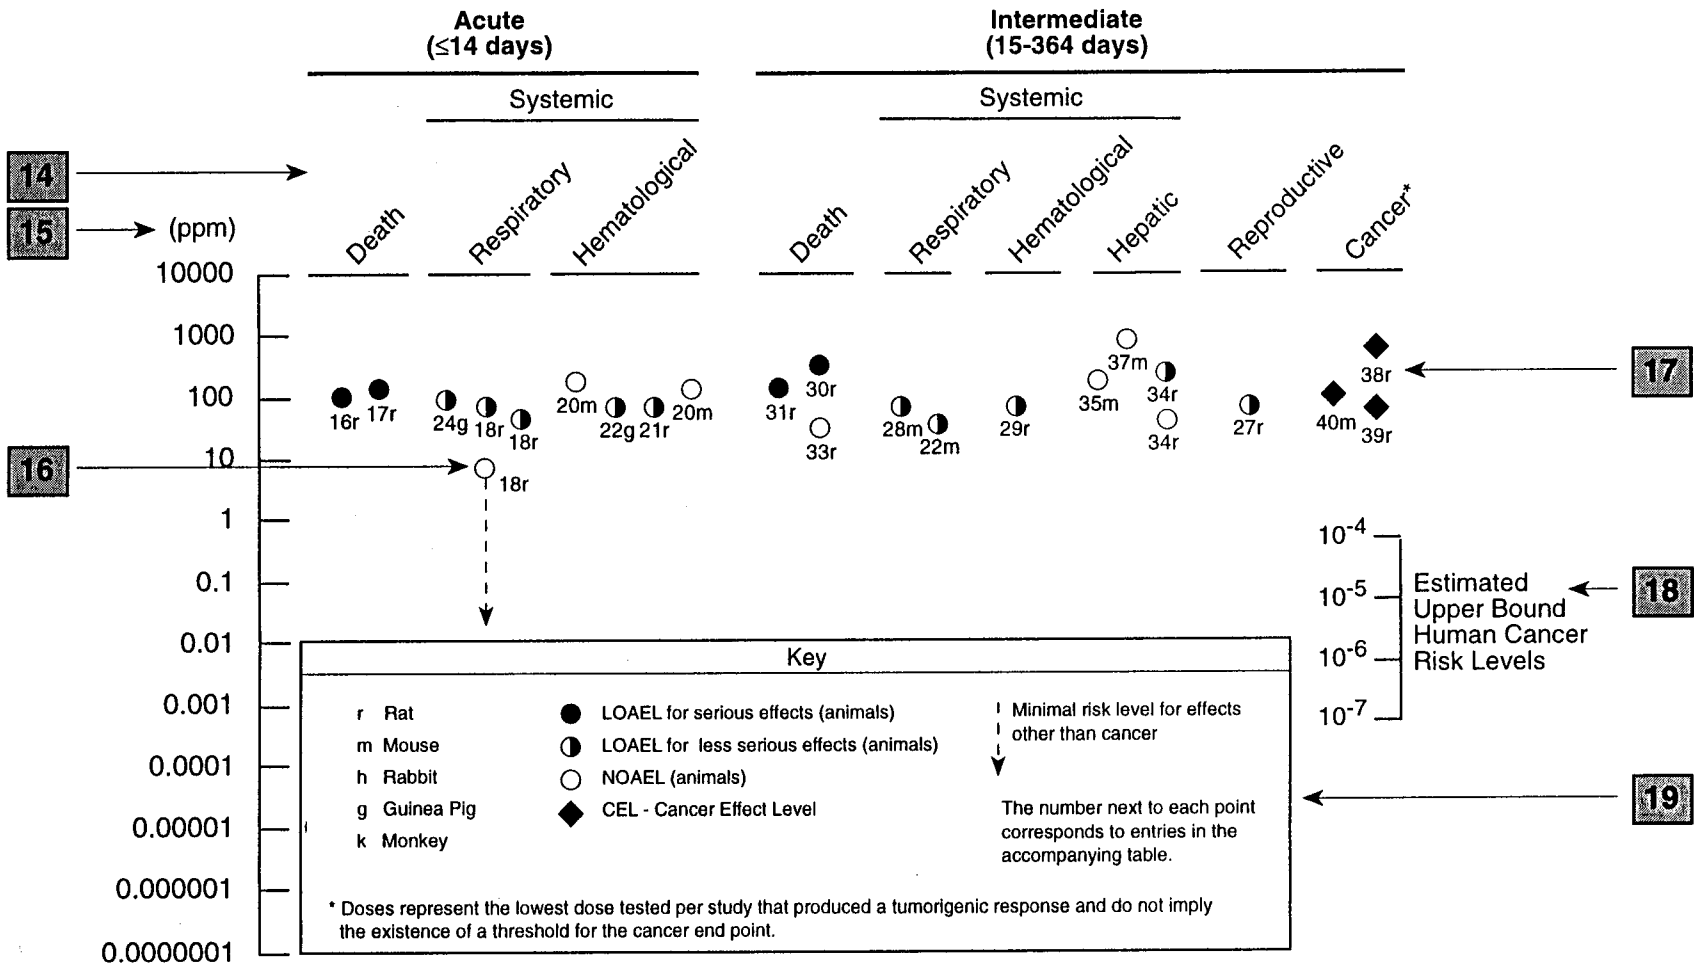 Acute
(≤14 days)
Intermediate
(15-364 days)
Systemic
Systemic
14
15
(ppm)
Death
Respiratory
Hematological
Death
Respiratory
Hematological
Hepatic
Reproductive
Cancer*
10000
1000
100
10
1
0.1
0.01
0.001
0.0001
0.00001
0.000001
0.0000001
16r
17r
24g
18r
18r
18r
20m
22g
21r
20m
31r
30r
33r
28m
22m
29r
35m
37m
34r
34r
27r
40m
38r
39r
16
17
18
19
10-4
10-5
10-6
10-7
Estimated
Upper Bound
Human Cancer
Risk Levels
Key
r Rat
m Mouse
h Rabbit
g Guinea Pig
k Monkey
LOAEL for serious effects (animals)
LOAEL for less serious effects (animals)
NOAEL (animals)
CEL - Cancer Effect Level
Minimal risk level for effects
other than cancer
The number next to each point
corresponds to entries in the
accompanying table.
* Doses represent the lowest dose tested per study that produced a tumorigenic response and do not imply
the existence of a threshold for the cancer end point.